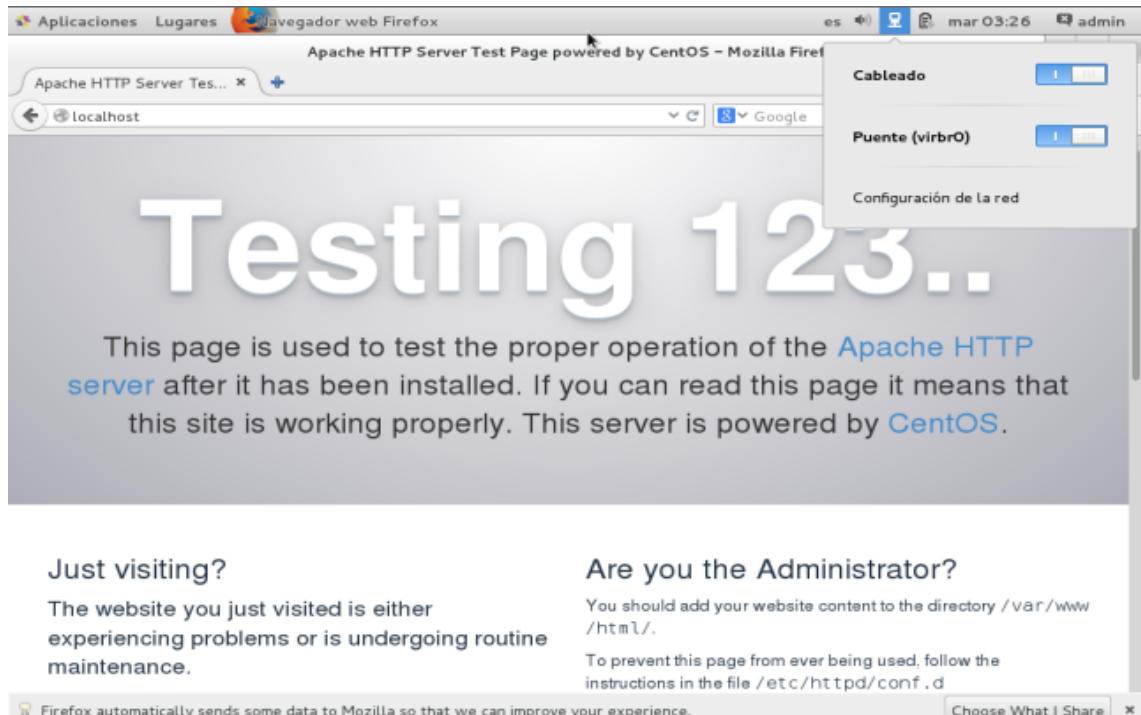 Aplicaciones Lugares Navegador web Firefox es mar 03:26 admin
Apache HTTP Server Test Page powered by CentOS – Mozilla Firef
Apache HTTP Server Tes...
localhost
Google
Cableado
Puente (virbr0)
Configuración de la red
Testing 123..
This page is used to test the proper operation of the Apache HTTP
server after it has been installed. If you can read this page it means that
this site is working properly. This server is powered by CentOS.
Just visiting?
The website you just visited is either
experiencing problems or is undergoing routine
maintenance.
Are you the Administrator?
You should add your website content to the directory /var/www
/html/.
To prevent this page from ever being used, follow the
instructions in the file /etc/httpd/conf.d
Firefox automatically sends some data to Mozilla so that we can improve your experience.
Choose What I Share